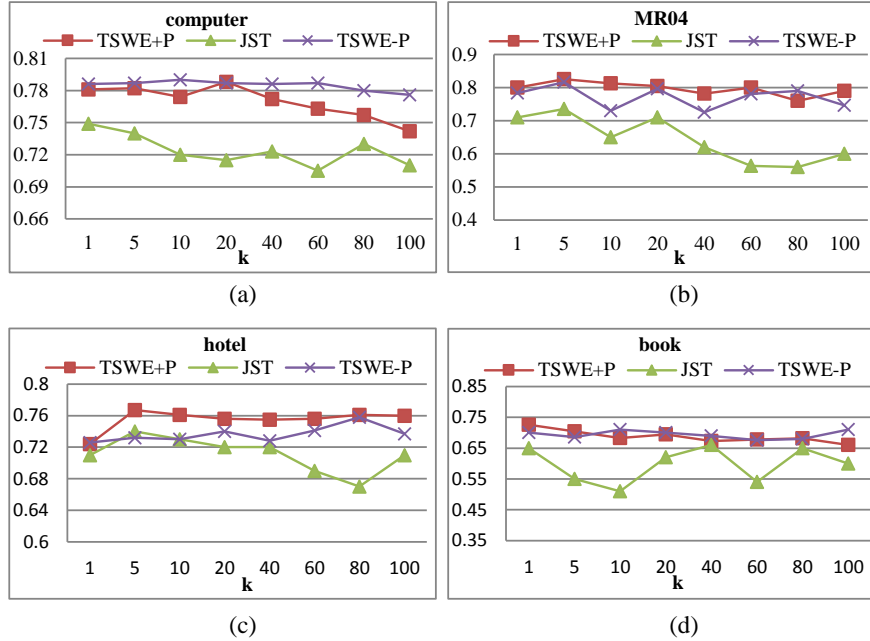 computer
TSWE+P JST TSWE-P
0.81
0.78
0.75
0.72
0.69
0.66
1 5 10 20 40 60 80 100
k
(a)
MR04
TSWE+P JST TSWE-P
0.9
0.8
0.7
0.6
0.5
0.4
1 5 10 20 40 60 80 100
k
(b)
hotel
TSWE+P JST TSWE-P
0.8
0.76
0.72
0.68
0.64
0.6
1 5 10 20 40 60 80 100
k
(c)
book
TSWE+P JST TSWE-P
0.85
0.75
0.65
0.55
0.45
0.35
1 5 10 20 40 60 80 100
k
(d)